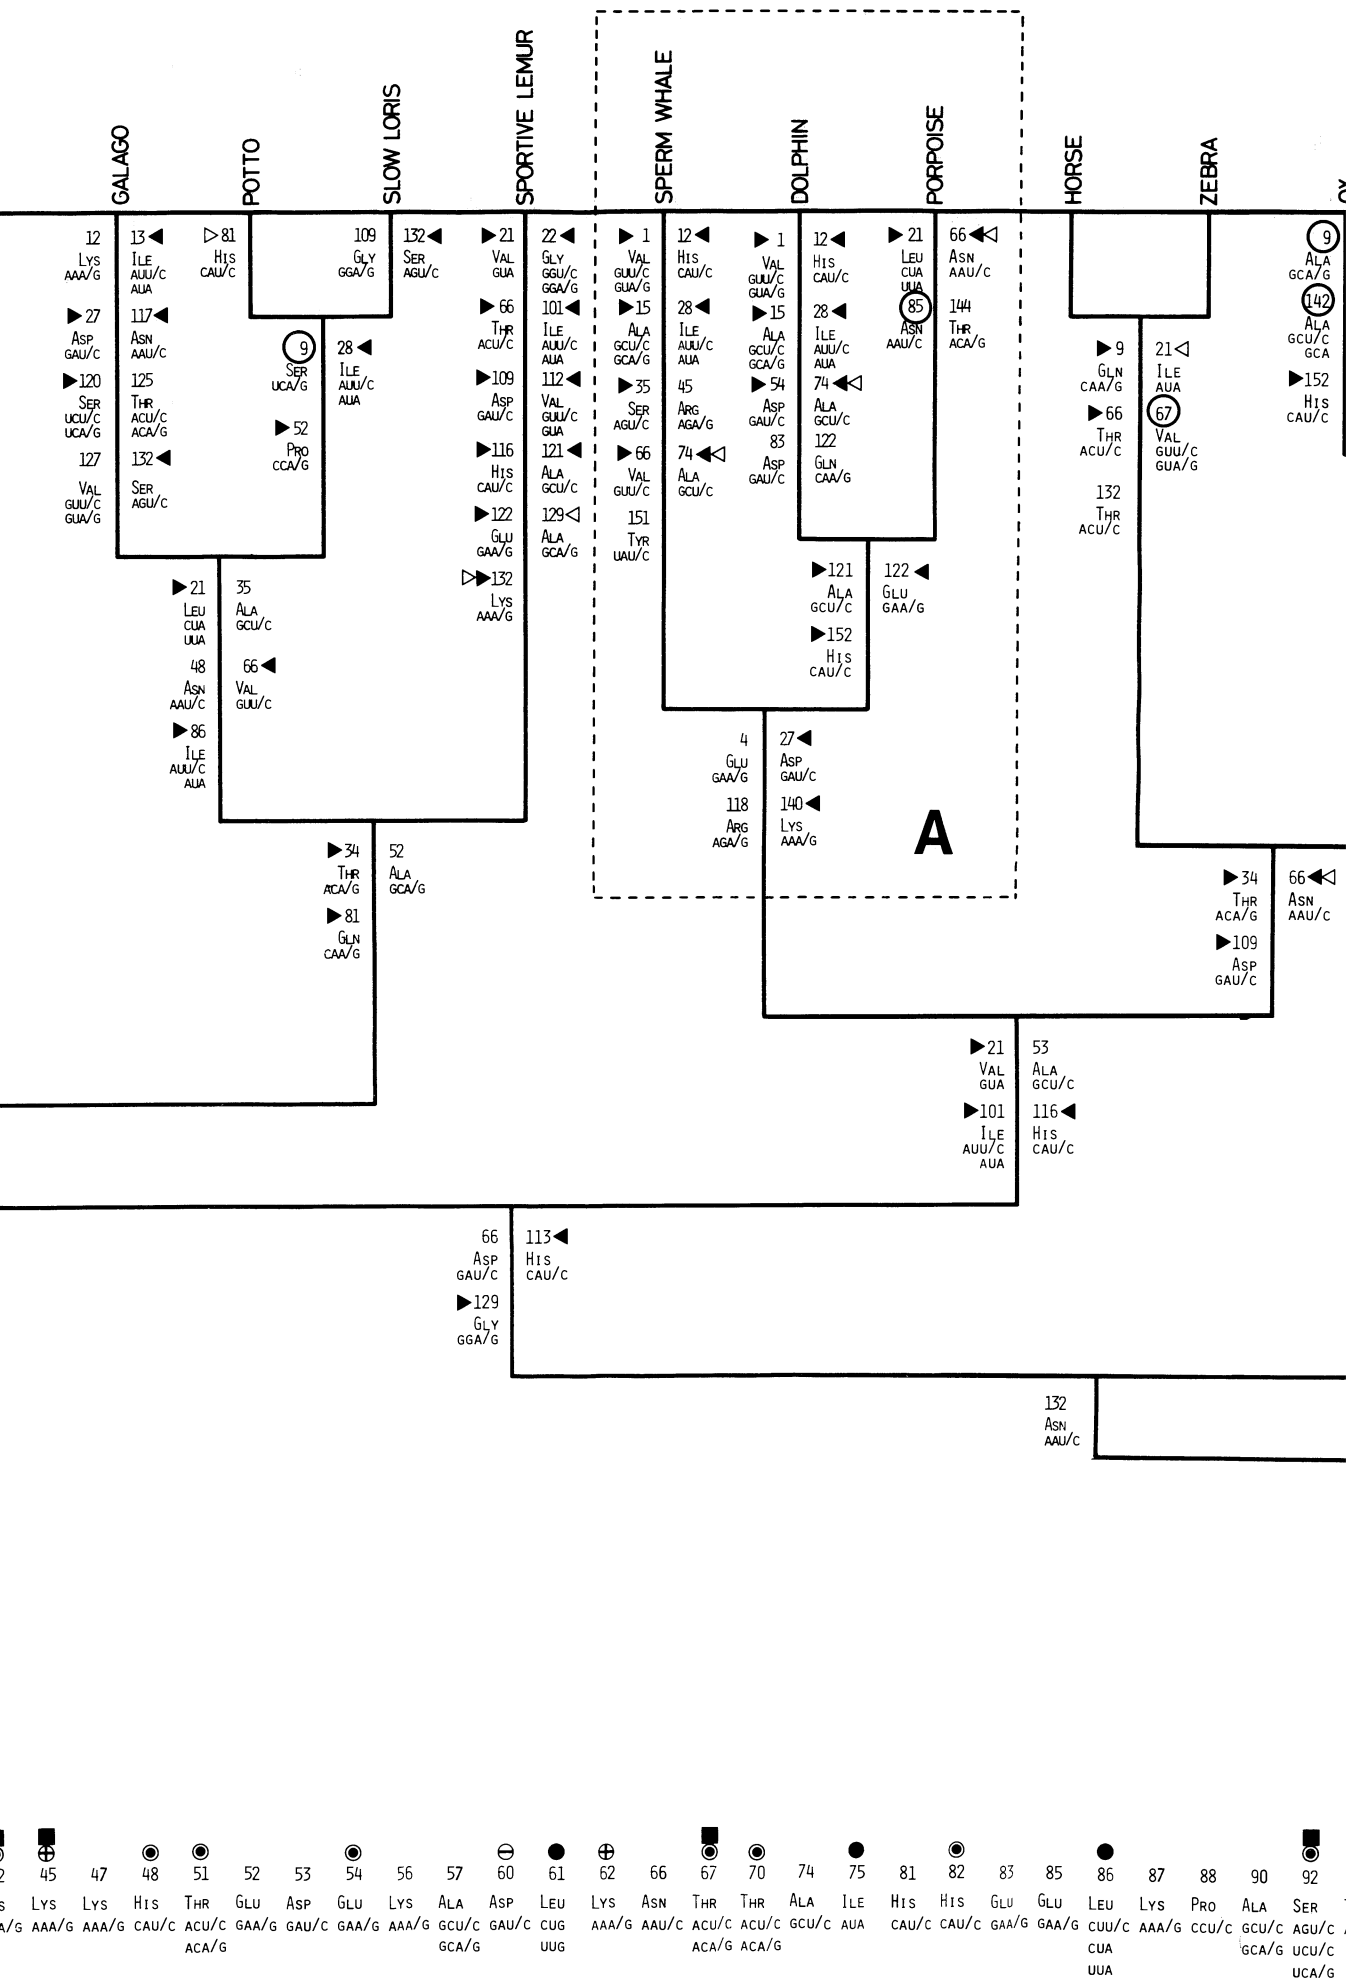 GALAGO
POTTO
SLOW LORIS
SPORTIVE LEMUR
SPERM WHALE
DOLPHIN
PORPOISE
HORSE
ZEBRA
12
LYS
AAA/G
13
ILE
AUU/C
AUA
27
ASP
GAU/C
117
ASN
AAU/C
120
SER
UCU/C
UCA/G
125
THR
ACU/C
ACA/G
127
VAL
GUU/C
GUA/G
132
SER
AGU/C
81
HIS
CAU/C
109
GLY
GGA/G
132
SER
AGU/C
9
SER
UCA/G
28
ILE
AUU/C
AUA
52
PRO
CCA/G
21
LEU
CUA
UUA
35
ALA
GCU/C
48
ASN
AAU/C
66
VAL
GUU/C
86
ILE
AUU/C
AUA
21
VAL
GUA
22
GLY
GGU/C
GGA/G
66
THR
ACU/C
101
ILE
AUU/C
AUA
109
ASP
GAU/C
112
VAL
GUU/C
GUA
116
HIS
CAU/C
121
ALA
GCU/C
122
GLU
GAA/G
129
ALA
GCA/G
132
LYS
AAA/G
34
THR
ACA/G
52
ALA
GCA/G
81
GLN
CAA/G
1
VAL
GUU/C
GUA/G
12
HIS
CAU/C
15
ALA
GCU/C
GCA/G
28
ILE
AUU/C
AUA
35
SER
AGU/C
45
ARG
AGA/G
66
VAL
GUU/C
74
ALA
GCU/C
151
TYR
UAU/C
1
VAL
GUU/C
GUA/G
12
HIS
CAU/C
15
ALA
GCU/C
GCA/G
28
ILE
AUU/C
AUA
54
ASP
GAU/C
74
ALA
GCU/C
83
ASP
GAU/C
122
GLN
CAA/G
21
LEU
CUA
UUA
66
ASN
AAU/C
85
ASN
AAU/C
144
THR
ACA/G
121
ALA
GCU/C
122
GLU
GAA/G
152
HIS
CAU/C
4
GLU
GAA/G
27
ASP
GAU/C
118
ARG
AGA/G
140
LYS
AAA/G
A
9
GLN
CAA/G
21
ILE
AUA
66
THR
ACU/C
67
VAL
GUU/C
GUA/G
132
THR
ACU/C
9
ALA
GCA/G
142
ALA
GCU/C
GCA
152
HIS
CAU/C
34
THR
ACA/G
66
ASN
AAU/C
109
ASP
GAU/C
21
VAL
GUA
53
ALA
GCU/C
101
ILE
AUU/C
AUA
116
HIS
CAU/C
66
ASP
GAU/C
113
HIS
CAU/C
129
GLY
GGA/G
132
ASN
AAU/C
2 45 47 48 51 52 53 54 56 57 60 61 62 66 67 70 74 75 81 82 83 85 86 87 88 90 92
S LYS LYS HIS THR GLU ASP GLU LYS ALA ASP LEU LYS ASN THR THR ALA ILE HIS HIS GLU GLU LEU LYS PRO ALA SER
A/G AAA/G AAA/G CAU/C ACU/C GAA/G GAU/C GAA/G AAA/G GCU/C GAU/C CUG AAA/G AAU/C ACU/C ACU/C GCU/C AUA CAU/C CAU/C GAA/G GAA/G CUU/C AAA/G CCU/C GCU/C AGU/C
ACA/G GCA/G UUG ACA/G ACA/G CUA GCA/G UCU/C
UUA UCA/G